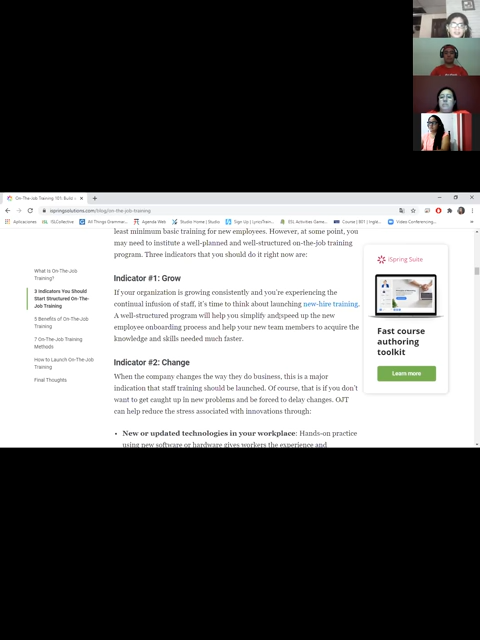 On-The-Job Training 101: Build
ispringsolutions.com/blog/on-the-job-training
Aplicaciones
ISLCollective
All Things Grammar...
Agenda Web
Studio Home | Studio
Sign Up | LyricsTrain...
ESL Activities Game...
Course | 901 | Ingle...
Video Conferencing,...
least minimum basic training for new employees. However, at some point, you
may need to institute a well-planned and well-structured on-the-job training
program. Three indicators that you should do it right now are:
What Is On-The-Job
Training?
3 Indicators You Should
Start Structured On-The-
Job Training
5 Benefits of On-The-Job
Training
7 On-The-Job Training
Methods
How to Launch On-The-Job
Training
Final Thoughts
Indicator #1: Grow
If your organization is growing consistently and you're experiencing the
continual infusion of staff, it's time to think about launching new-hire training.
A well-structured program will help you simplify and speed up the new
employee onboarding process and help your new team members to acquire the
knowledge and skills needed much faster.
Indicator #2: Change
When the company changes the way they do business, this is a major
indication that staff training should be launched. Of course, that is if you don't
want to get caught up in new problems and be forced to delay changes. OJT
can help reduce the stress associated with innovations through:
• New or updated technologies in your workplace: Hands-on practice
using new software or hardware gives workers the experience and
iSpring Suite
Fast course
authoring
toolkit
Learn more